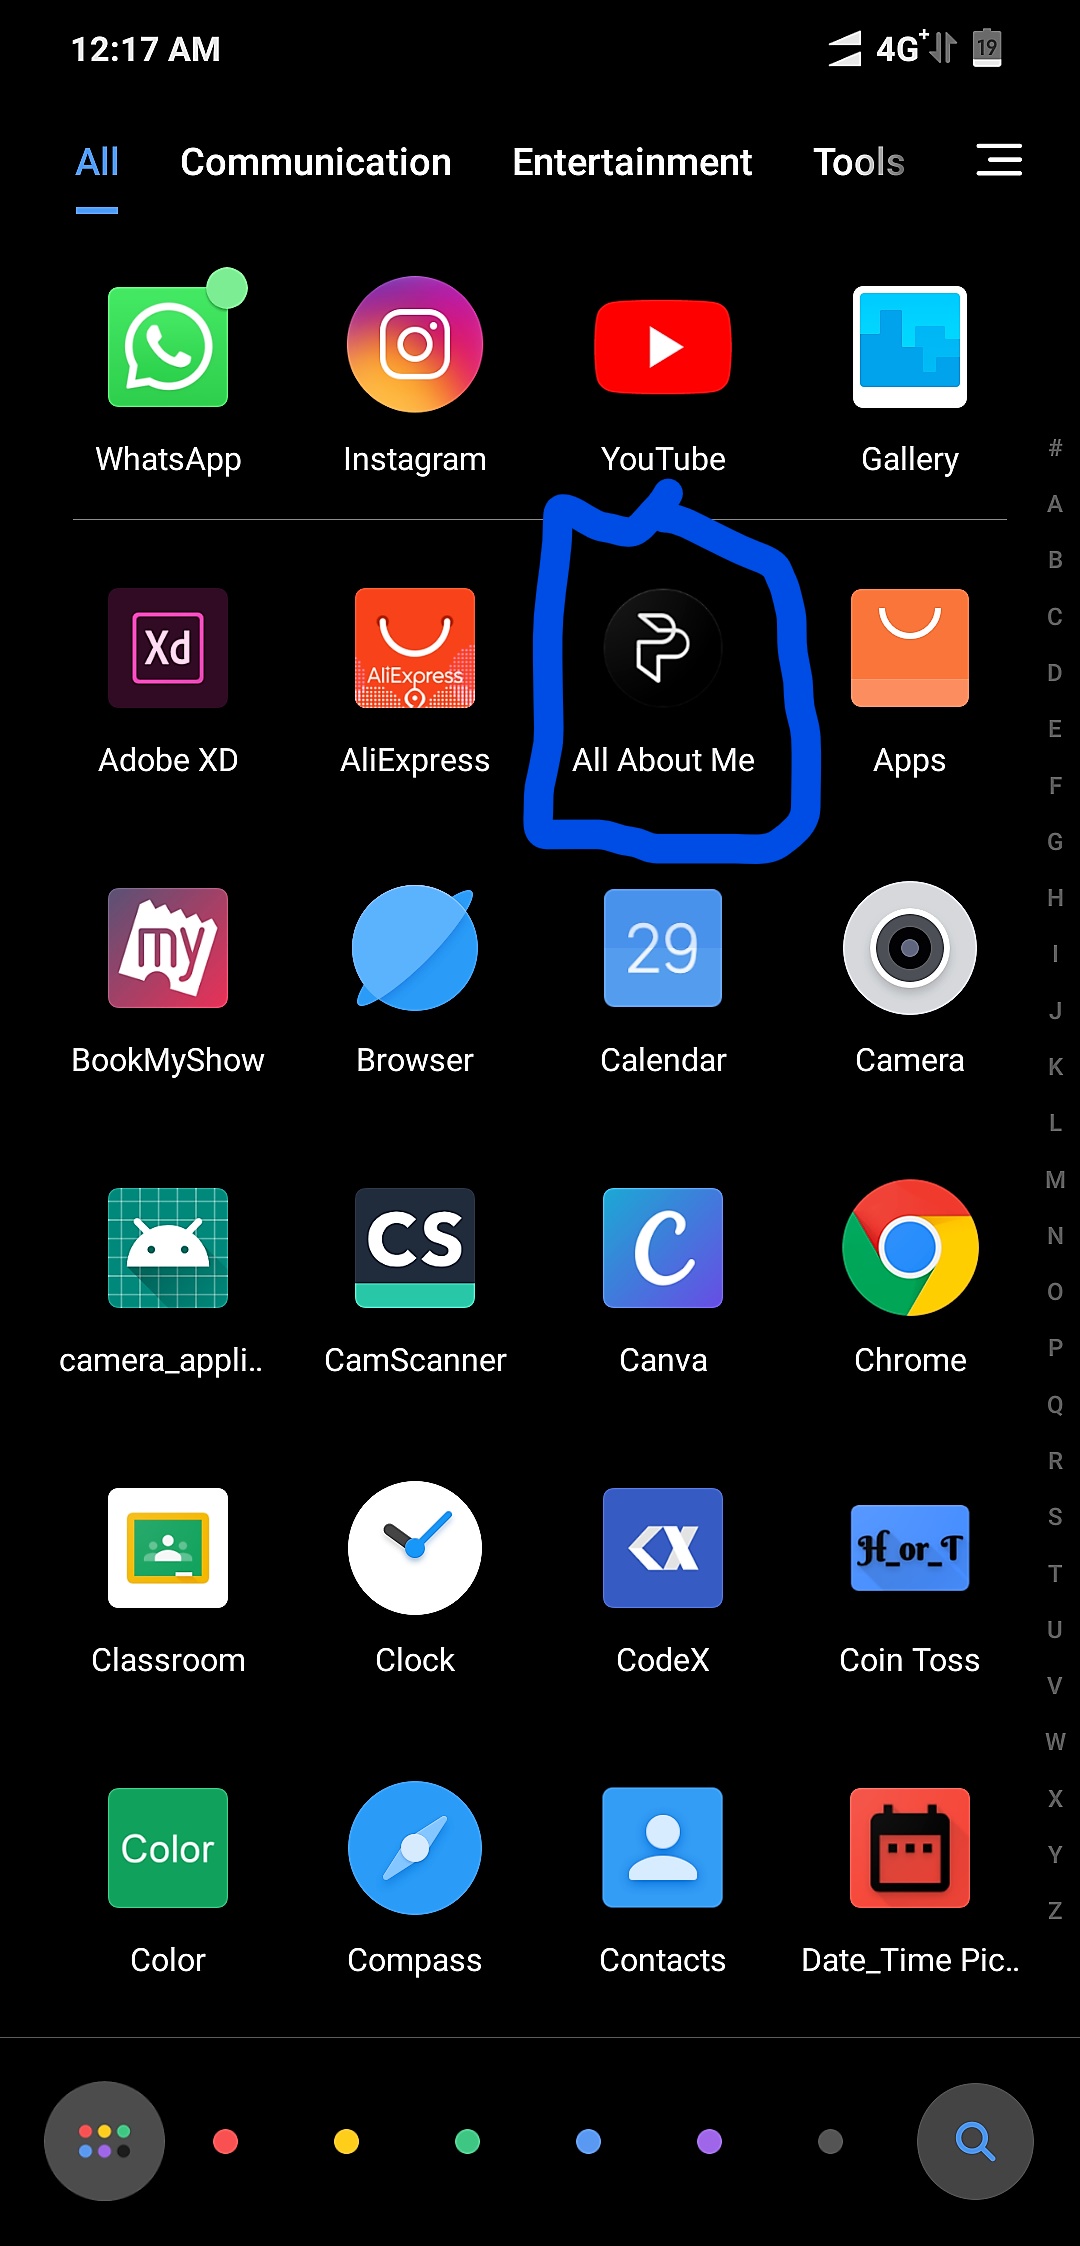 12:17 AM 4G+ 19
All Communication Entertainment Tools
WhatsApp Instagram YouTube Gallery
#
A
B
C
D
E
F
G
H
I
J
K
L
M
N
O
P
Q
R
S
T
U
V
W
X
Y
Z
Xd AliExpress
Adobe XD AliExpress All About Me Apps
my 29
BookMyShow Browser Calendar Camera
CS C
camera_appli.. CamScanner Canva Chrome
CX H_or_T
Classroom Clock CodeX Coin Toss
Color
Color Compass Contacts Date_Time Pic..